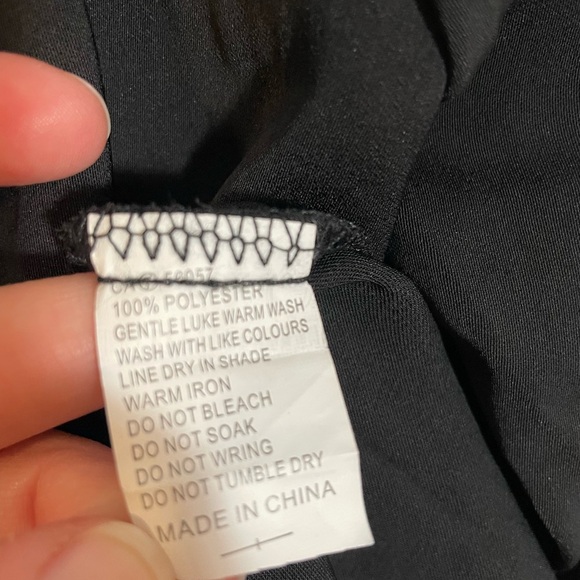 100% POLYESTER
GENTLE LUKE WARM WASH
WASH WITH LIKE COLOURS
LINE DRY IN SHADE
WARM IRON
DO NOT BLEACH
DO NOT SOAK
DO NOT WRING
DO NOT TUMBLE DRY
MADE IN CHINA